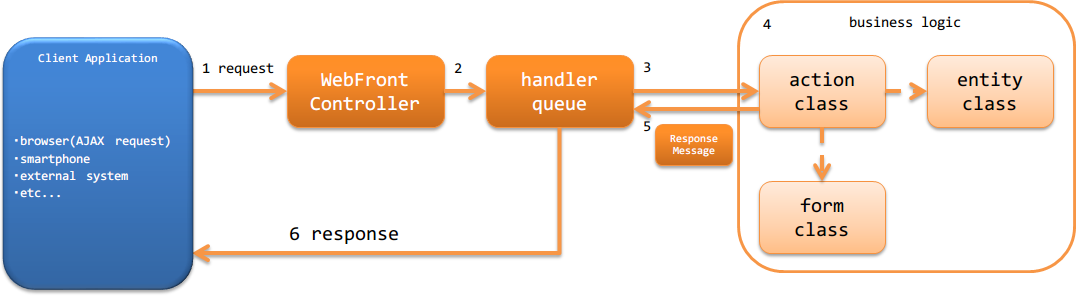 Client Application
・browser(AJAX request)
・smartphone
・external system
・etc...
1 request
WebFront
Controller
2
handler
queue
3
5
Response
Message
4
business logic
action
class
entity
class
form
class
6 response